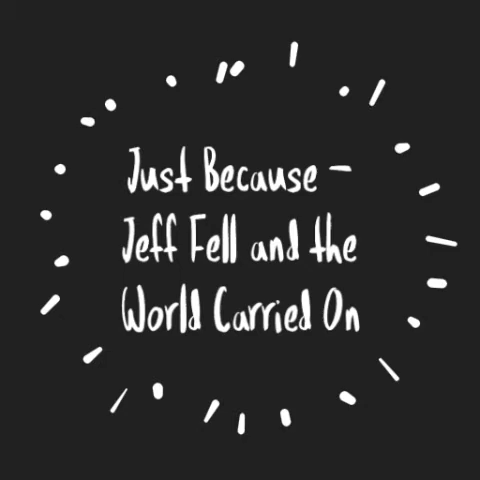 Just Because –
Jeff Fell and the
World Carried On